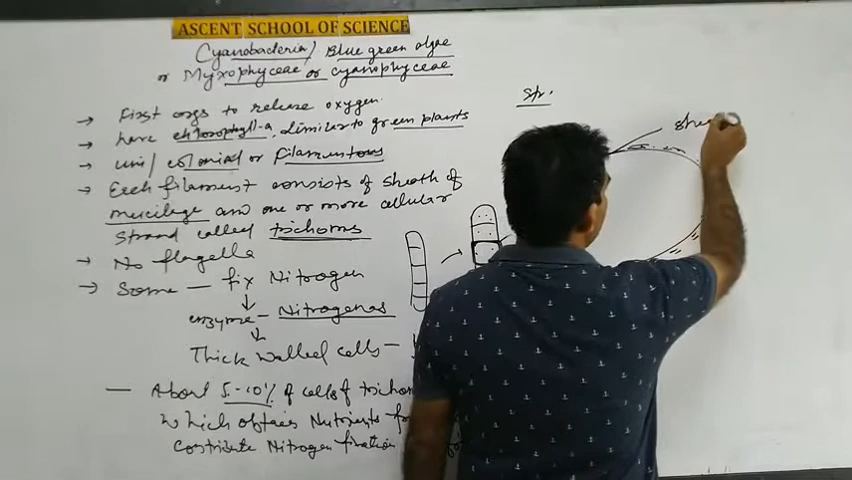 ASCENT SCHOOL OF SCIENCE
Cyanobacteria/ Blue green algae
or Myxophyceae or cyanophyceae
→ First orgs to release oxygen.
→ have chlorophyll-a, similar to green plants
→ uni/ colonial or filamentous
→ Each filament consists of sheath of
mucilage and one or more cellular
strand called trichoms
→ No flagella
→ Some — fix Nitrogen
enzyme - Nitrogenas
Thick walled cells -
— About 5-10% of cells of
which obtains Nutrients
contribute Nitrogen fixation
Str.